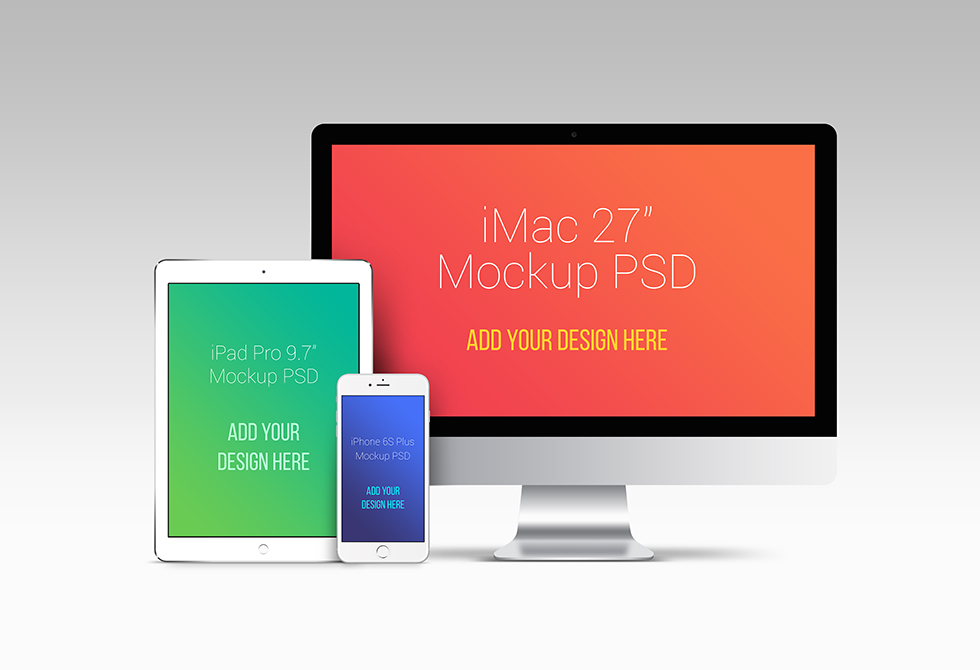 iMac 27”
Mockup PSD
ADD YOUR DESIGN HERE
iPad Pro 9.7”
Mockup PSD
ADD YOUR
DESIGN HERE
iPhone 6S Plus
Mockup PSD
ADD YOUR
DESIGN HERE